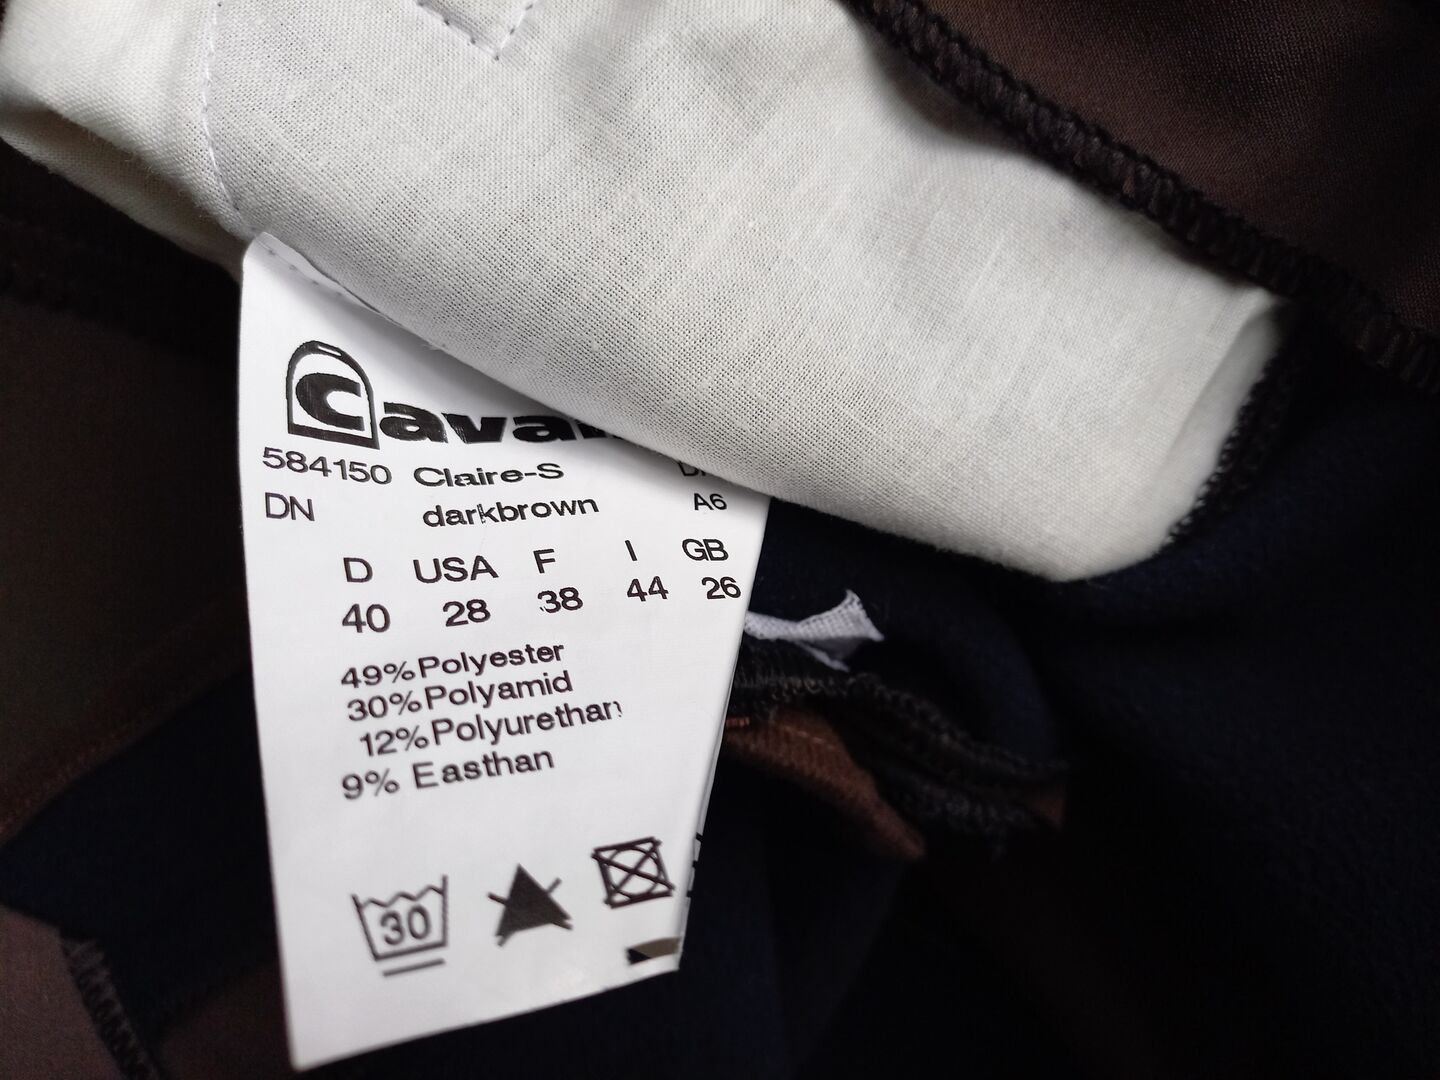 Cava
584150 Claire-S
DN darkbrown A6
D USA F I GB
40 28 38 44 26
49%Polyester
30%Polyamid
12%Polyurethan
9% Easthan
30